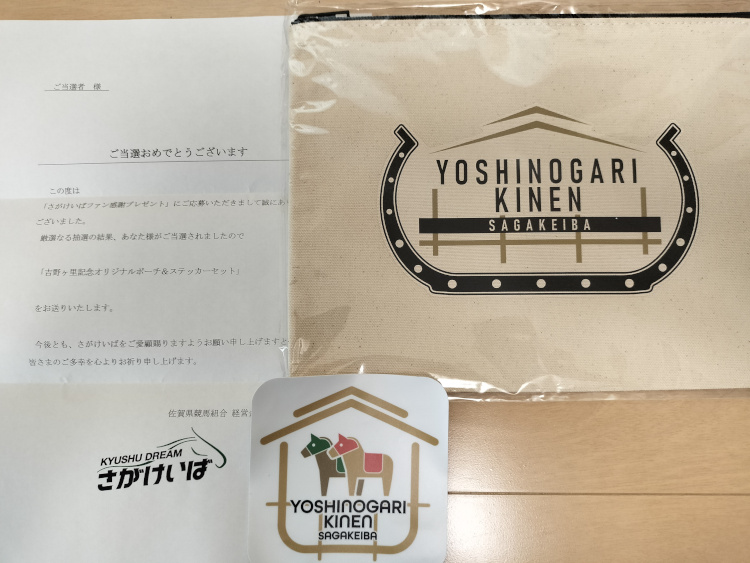 ご当選者 様
ご当選おめでとうございます
この度は
「さがけいばファン感謝プレゼント」にご応募いただきまして誠にあ
ございました。
厳選なる抽選の結果、あなた様がご当選されましたので
「吉野ヶ里記念オリジナルポーチ&ステッカーセット」
をお送りいたします。
今後とも、さがけいばをご愛顧賜りますようお願い申し上げますと
皆さまのご多幸を心よりお祈り申し上げます。
佐賀県競馬組合 経営
KYUSHU DREAM
さがけいば
YOSHINOGARI
KINEN
SAGAKEIBA
YOSHINOGARI
KINEN
SAGAKEIBA